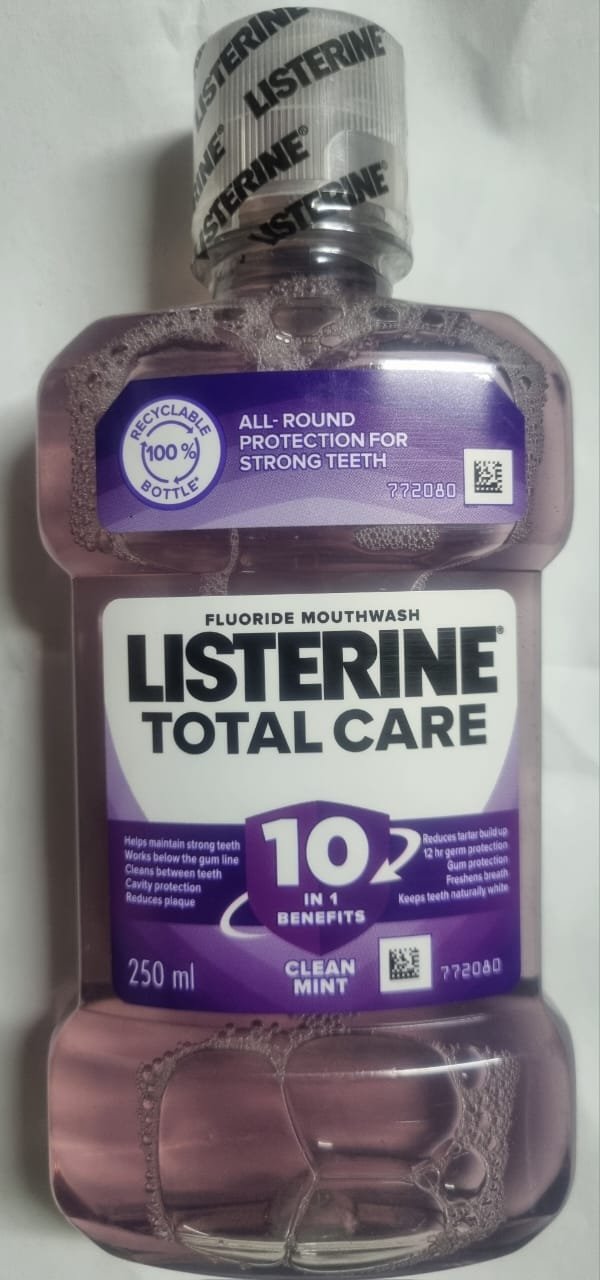 LISTERINE
LISTERINE®
LISTERINE®
LISTERINE®
RECYCLABLE
100 %
BOTTLE*
ALL- ROUND
PROTECTION FOR
STRONG TEETH
772080
FLUORIDE MOUTHWASH
LISTERINE®
TOTAL CARE
10
IN 1
BENEFITS
Helps maintain strong teeth
Works below the gum line
Cleans between teeth
Cavity protection
Reduces plaque
Reduces tartar build up
12 hr germ protection
Gum protection
Freshens breath
Keeps teeth naturally white
250 ml
CLEAN
MINT
772080